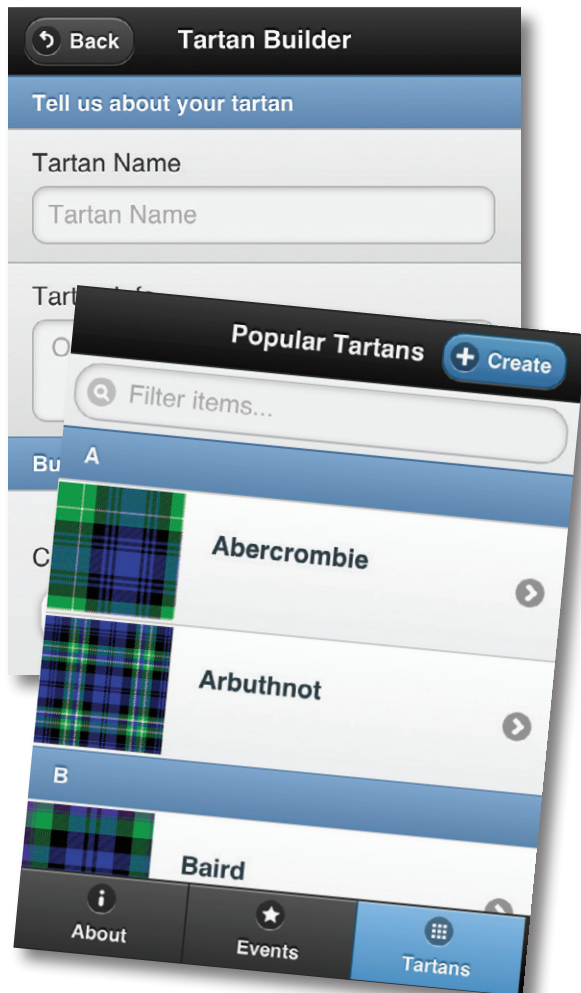 Back
Tartan Builder
Tell us about your tartan
Tartan Name
Tartan Name
Popular Tartans
Create
Filter items...
A
Abercrombie
Arbuthnot
B
Baird
About
Events
Tartans